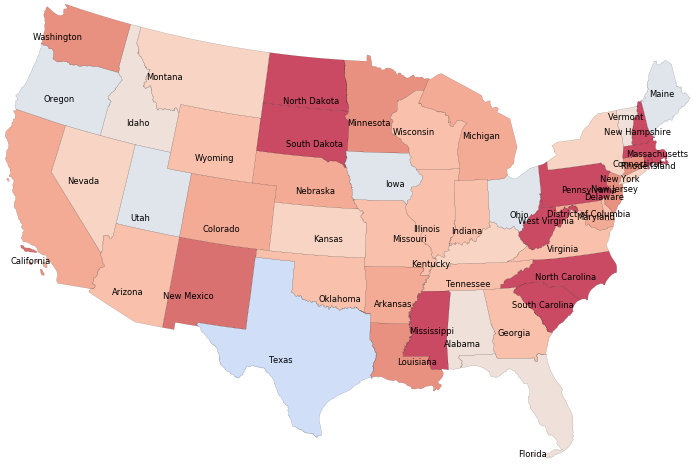 Washington
Oregon
Idaho
Montana
North Dakota
South Dakota
Minnesota
Wisconsin
Michigan
Vermont
Maine
New Hampshire
Massachusetts
Connecticut
Rhode Island
New York
New Jersey
Pennsylvania
Delaware
Maryland
District of Columbia
West Virginia
Ohio
Iowa
Nebraska
Wyoming
Nevada
Utah
Colorado
Kansas
Missouri
Illinois
Indiana
Kentucky
Virginia
California
Arizona
New Mexico
Oklahoma
Arkansas
Tennessee
North Carolina
South Carolina
Mississippi
Alabama
Georgia
Louisiana
Texas
Florida